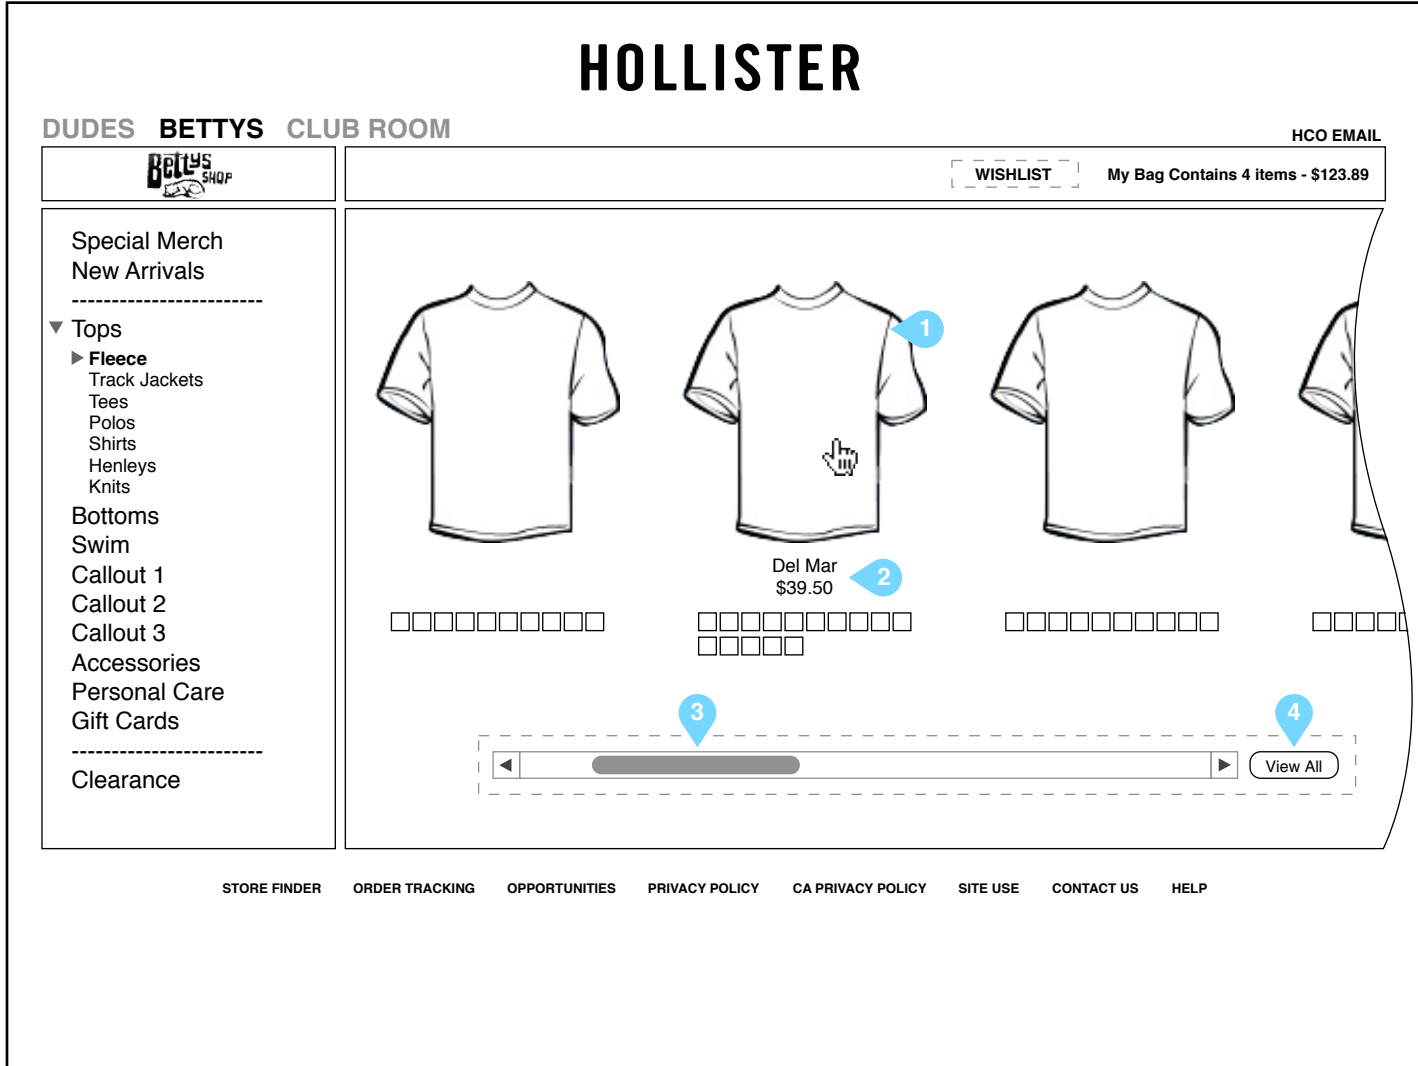 HOLLISTER
DUDES BETTYS CLUB ROOM
HCO EMAIL
Bettys
SHOP
WISHLIST
My Bag Contains 4 items - $123.89
Special Merch
New Arrivals
------------------------
Tops
Fleece
Track Jackets
Tees
Polos
Shirts
Henleys
Knits
Bottoms
Swim
Callout 1
Callout 2
Callout 3
Accessories
Personal Care
Gift Cards
------------------------
Clearance
1
Del Mar
$39.50
2
3
4
View All
STORE FINDER ORDER TRACKING OPPORTUNITIES PRIVACY POLICY CA PRIVACY POLICY SITE USE CONTACT US HELP